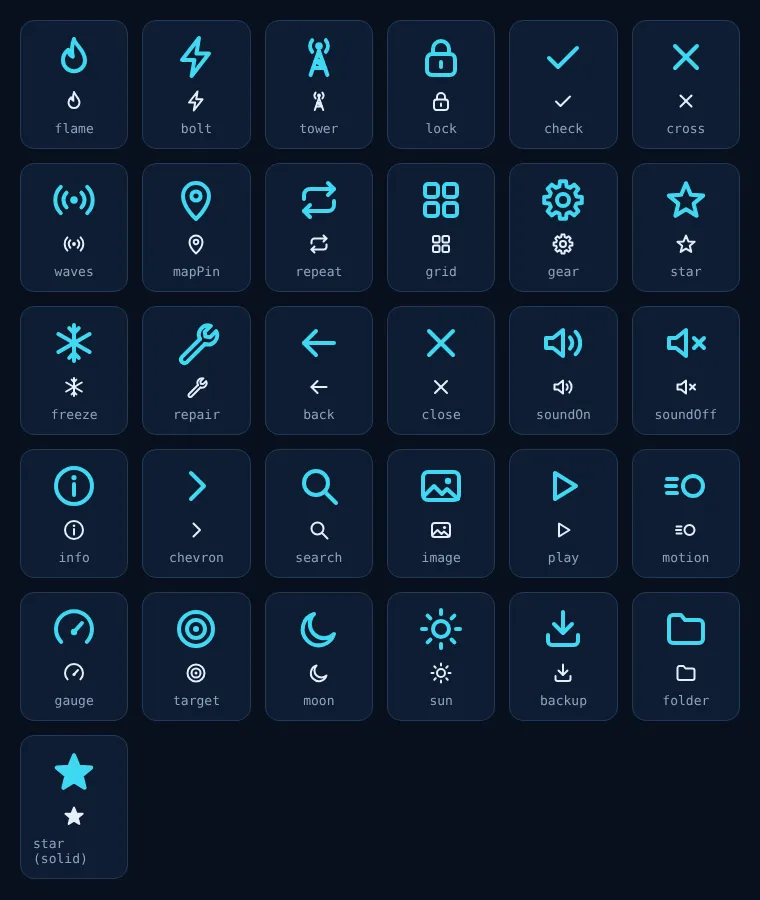 flame
bolt
tower
lock
check
cross
waves
mapPin
repeat
grid
gear
star
freeze
repair
back
close
soundOn
soundOff
info
chevron
search
image
play
motion
gauge
target
moon
sun
backup
folder
star
(solid)